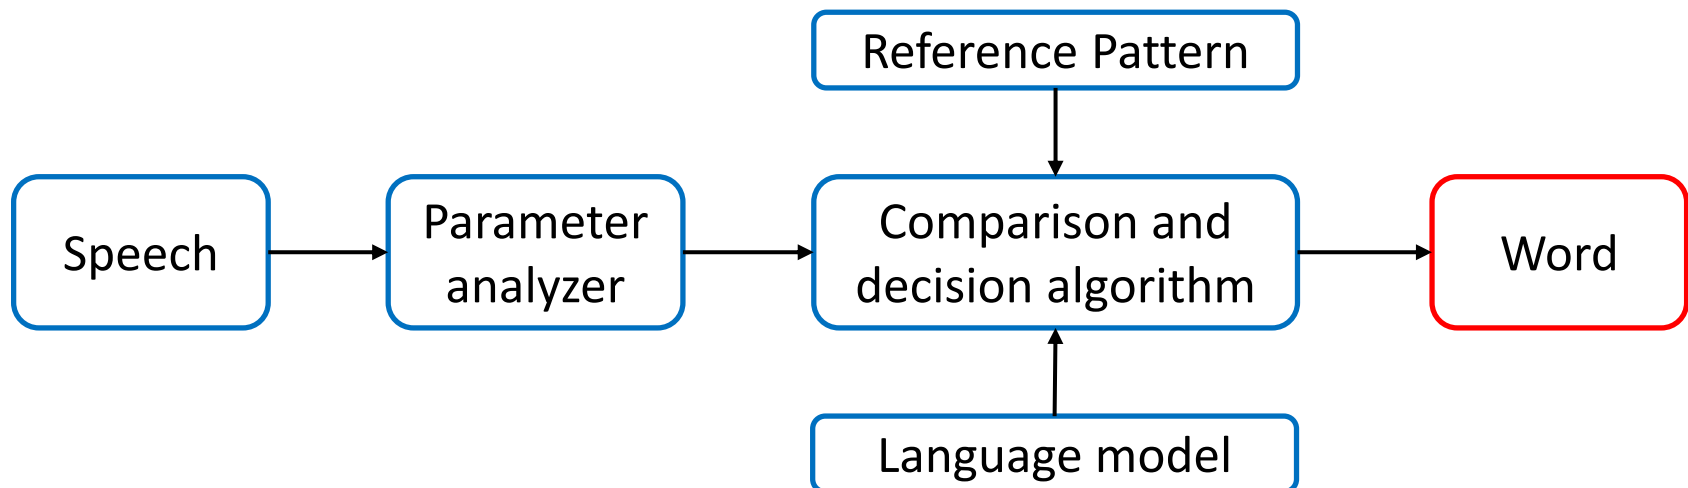 Reference Pattern
Speech
Parameter
analyzer
Comparison and
decision algorithm
Word
Language model